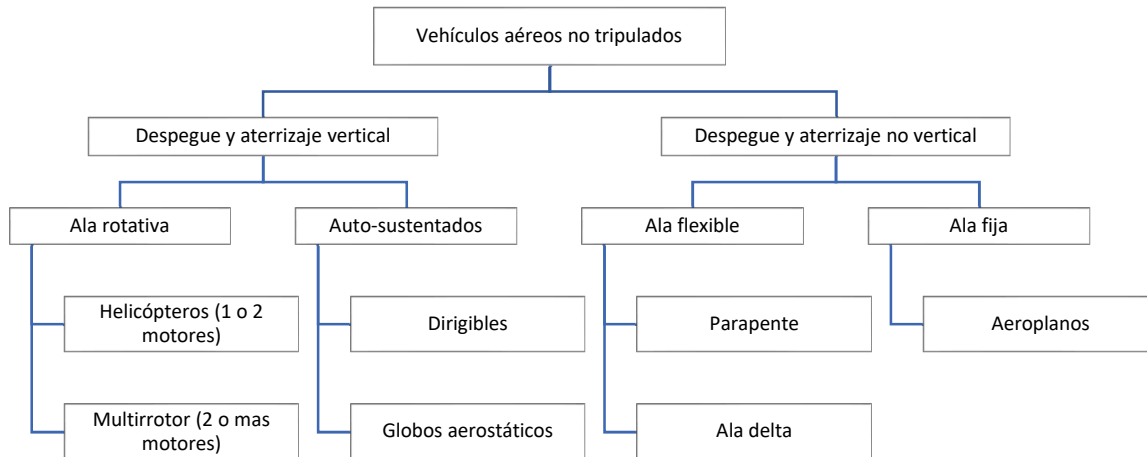 Vehículos aéreos no tripulados
Despegue y aterrizaje vertical
Despegue y aterrizaje no vertical
Ala rotativa
Auto-sustentados
Ala flexible
Ala fija
Helicópteros (1 o 2
motores)
Dirigibles
Parapente
Aeroplanos
Multirrotor (2 o mas
motores)
Globos aerostáticos
Ala delta